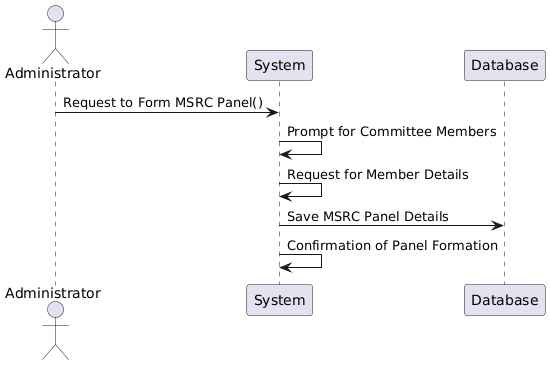 Administrator
System
Database
Request to Form MSRC Panel()
Prompt for Committee Members
Request for Member Details
Save MSRC Panel Details
Confirmation of Panel Formation
Administrator
System
Database